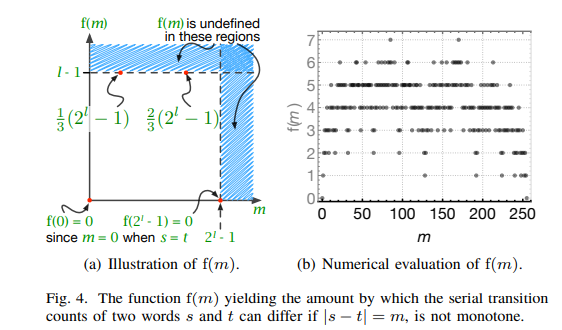 f(m)
f(m) is undefined
in these regions
l - 1
1/3(2^l − 1) 2/3(2^l − 1)
m
f(0) = 0 f(2^l - 1) = 0
since m = 0 when s = t 2^l - 1
(a) Illustration of f(m).
7
6
5
4
3
2
1
0
f(m)
0 50 100 150 200 250
m
(b) Numerical evaluation of f(m).
Fig. 4. The function f(m) yielding the amount by which the serial transition
counts of two words s and t can differ if |s − t| = m, is not monotone.